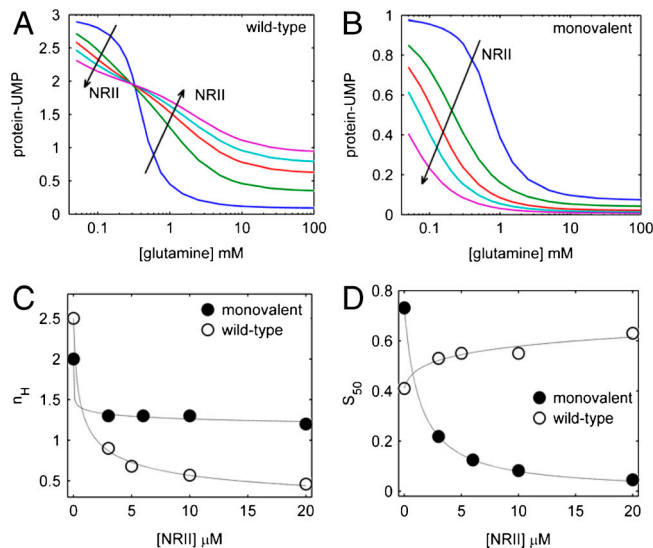 A
wild-type
NRII
NRII
protein-UMP
3
2.5
2
1.5
1
0.5
0
0.1
1
10
100
[glutamine] mM
B
monovalent
NRII
protein-UMP
1
0.8
0.6
0.4
0.2
0
0.1
1
10
100
[glutamine] mM
C
monovalent
wild-type
nH
2.5
2.0
1.5
1.0
0.5
0
5
10
15
20
[NRII] μM
D
monovalent
wild-type
S50
0.8
0.6
0.4
0.2
0
0
5
10
15
20
[NRII] μM